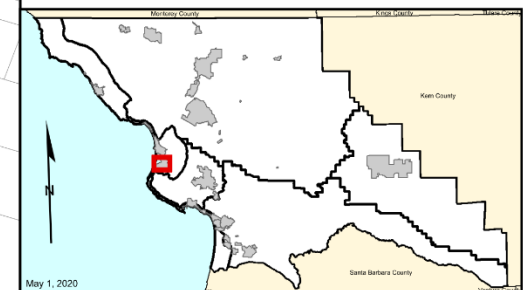 Monterey County
Kings County
Tulare County
Kern County
N
Santa Barbara County
May 1, 2020